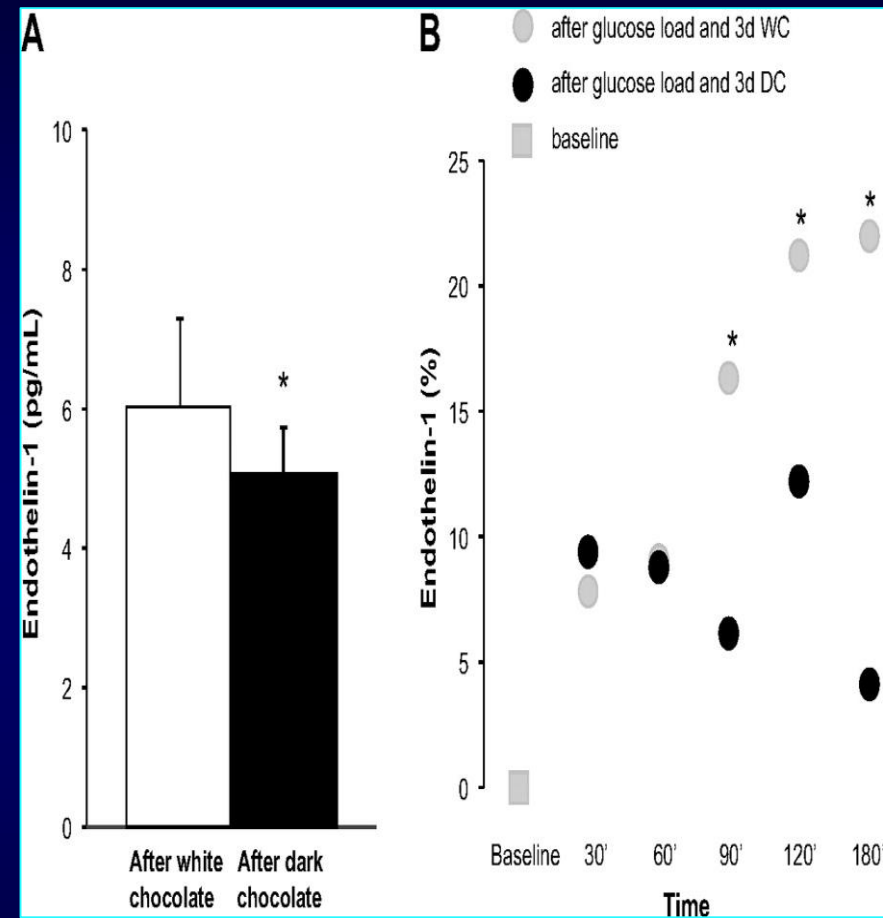 A
Endothelin-1 (pg/mL)
10
8
6
4
2
0
*
After white
chocolate
After dark
chocolate
B
after glucose load and 3d WC
after glucose load and 3d DC
baseline
Endothelin-1 (%)
25
20
15
10
5
0
*
*
*
Baseline 30' 60' 90' 120' 180'
Time